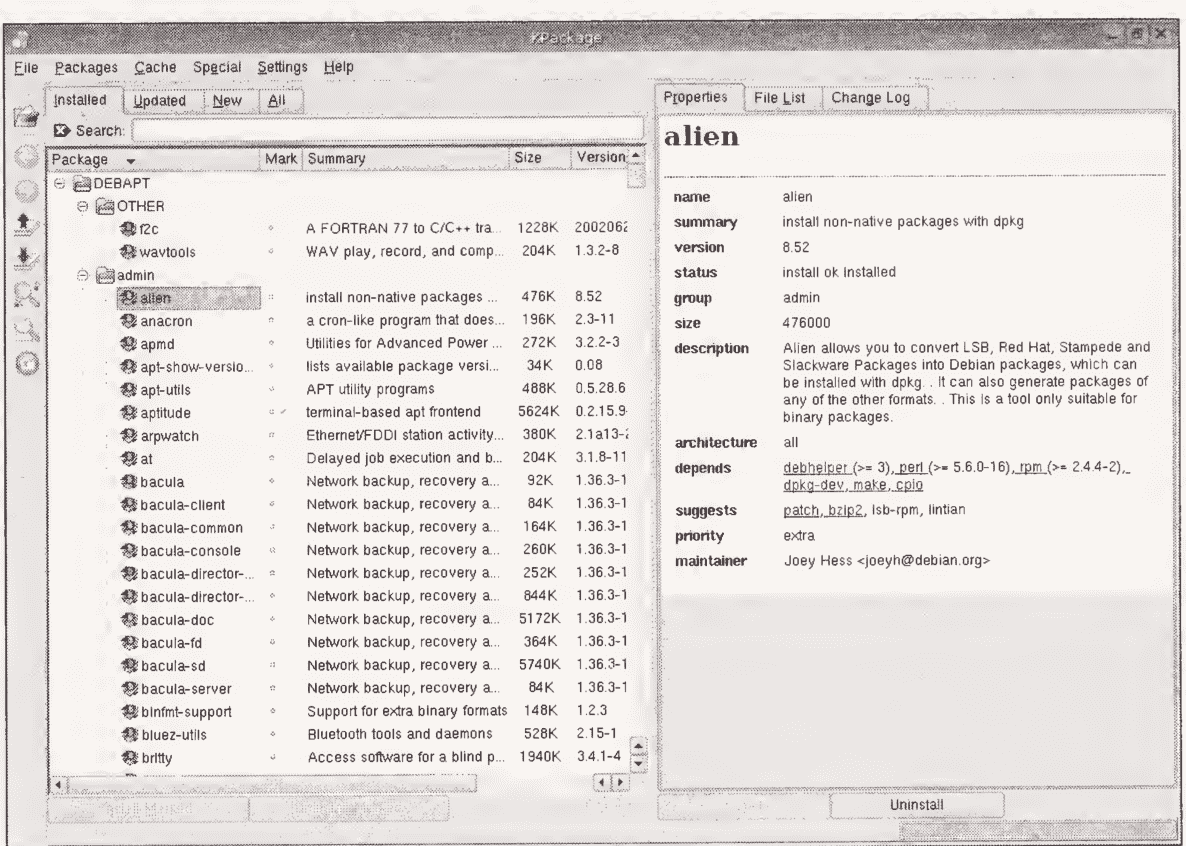 KPackage
File Packages Cache Special Settings Help
Installed Updated New All
Search:
Package Mark Summary Size Version
DEBAPT
OTHER
f2c A FORTRAN 77 to C/C++ tra... 1228K 2002062
wavtools WAV play, record, and comp... 204K 1.3.2-8
admin
alien install non-native packages ... 476K 8.52
anacron a cron-like program that does... 196K 2.3-11
apmd Utilities for Advanced Power ... 272K 3.2.2-3
apt-show-versio... lists available package versi... 34K 0.08
apt-utils APT utility programs 488K 0.5.28.6
aptitude terminal-based apt frontend 5624K 0.2.15.9
arpwatch Ethernet/FDDI station activity... 380K 2.1a13-2
at Delayed job execution and b... 204K 3.1.8-11
bacula Network backup, recovery a... 92K 1.36.3-1
bacula-client Network backup, recovery a... 84K 1.36.3-1
bacula-common Network backup, recovery a... 164K 1.36.3-1
bacula-console Network backup, recovery a... 260K 1.36.3-1
bacula-director-... Network backup, recovery a... 252K 1.36.3-1
bacula-director-... Network backup, recovery a... 844K 1.36.3-1
bacula-doc Network backup, recovery a... 5172K 1.36.3-1
bacula-fd Network backup, recovery a... 364K 1.36.3-1
bacula-sd Network backup, recovery a... 5740K 1.36.3-1
bacula-server Network backup, recovery a... 84K 1.36.3-1
binfmt-support Support for extra binary formats 148K 1.2.3
bluez-utils Bluetooth tools and daemons 528K 2.15-1
brltty Access software for a blind p... 1940K 3.4.1-4
Properties File List Change Log
alien
name alien
summary install non-native packages with dpkg
version 8.52
status install ok installed
group admin
size 476000
description Alien allows you to convert LSB, Red Hat, Stampede and
Slackware Packages into Debian packages, which can
be installed with dpkg. . It can also generate packages of
any of the other formats. . This is a tool only suitable for
binary packages.
architecture all
depends debhelper (>= 3), perl (>= 5.6.0-16), rpm (>= 2.4.4-2),
dpkg-dev, make, cpio
suggests patch, bzip2, lsb-rpm, lintian
priority extra
maintainer Joey Hess <joeyh@debian.org>
Uninstall